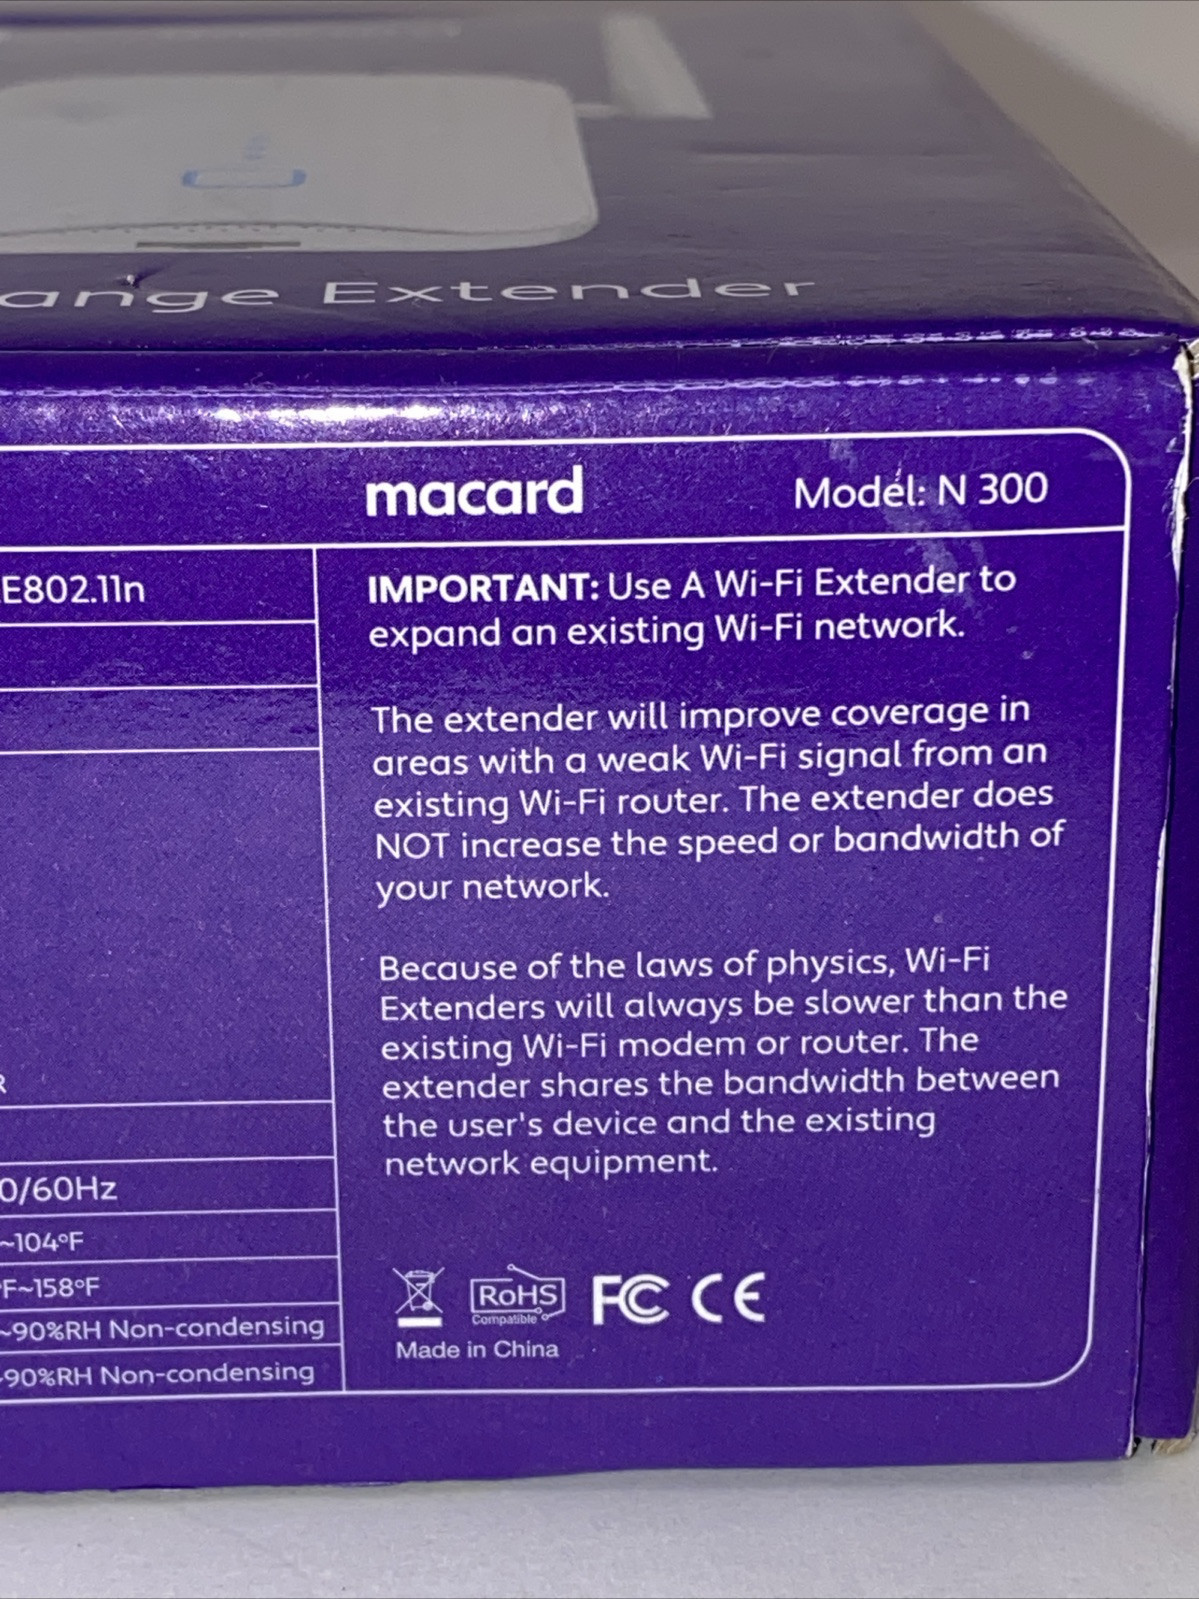 ange Extender
macard
Model: N 300
E802.11n
IMPORTANT: Use A Wi-Fi Extender to
expand an existing Wi-Fi network.
The extender will improve coverage in
areas with a weak Wi-Fi signal from an
existing Wi-Fi router. The extender does
NOT increase the speed or bandwidth of
your network.
Because of the laws of physics, Wi-Fi
Extenders will always be slower than the
existing Wi-Fi modem or router. The
extender shares the bandwidth between
the user's device and the existing
network equipment.
R
0/60Hz
~104°F
°F~158°F
~90%RH Non-condensing
~90%RH Non-condensing
RoHS
Compatible
FC CE
Made in China